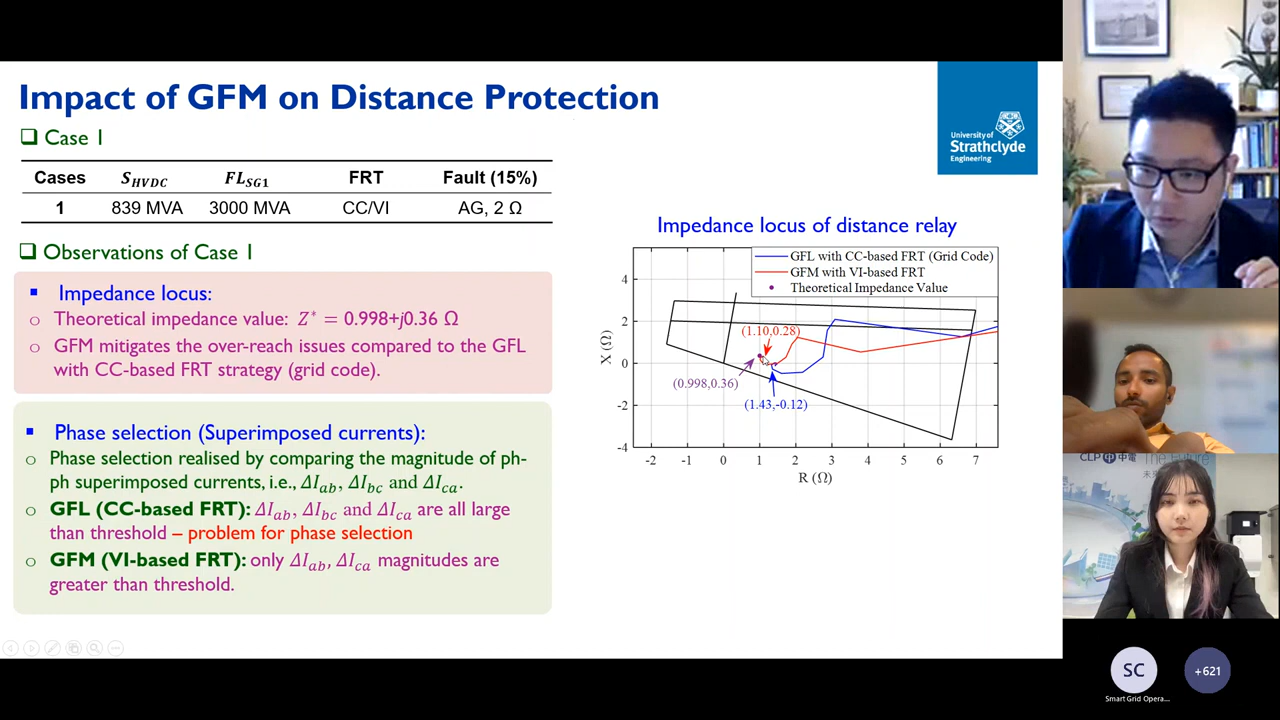 Impact of GFM on Distance Protection
❑ Case 1
Cases S_HVDC FL_SG1 FRT Fault (15%)
1 839 MVA 3000 MVA CC/VI AG, 2 Ω
❑ Observations of Case 1
▪ Impedance locus:
○ Theoretical impedance value: Z* = 0.998+j0.36 Ω
○ GFM mitigates the over-reach issues compared to the GFL
with CC-based FRT strategy (grid code).
▪ Phase selection (Superimposed currents):
○ Phase selection realised by comparing the magnitude of ph-
ph superimposed currents, i.e., ΔI_ab, ΔI_bc and ΔI_ca.
○ GFL (CC-based FRT): ΔI_ab, ΔI_bc and ΔI_ca are all large
than threshold – problem for phase selection
○ GFM (VI-based FRT): only ΔI_ab, ΔI_ca magnitudes are
greater than threshold.
University of
Strathclyde
Engineering
Impedance locus of distance relay
GFL with CC-based FRT (Grid Code)
GFM with VI-based FRT
Theoretical Impedance Value
4
2
0
-2
-4
X (Ω)
(1.10,0.28)
(0.998,0.36)
(1.43,-0.12)
-2 -1 0 1 2 3 4 5 6 7
R (Ω)
CLP 中電
SC
+621
Smart Grid Opera...